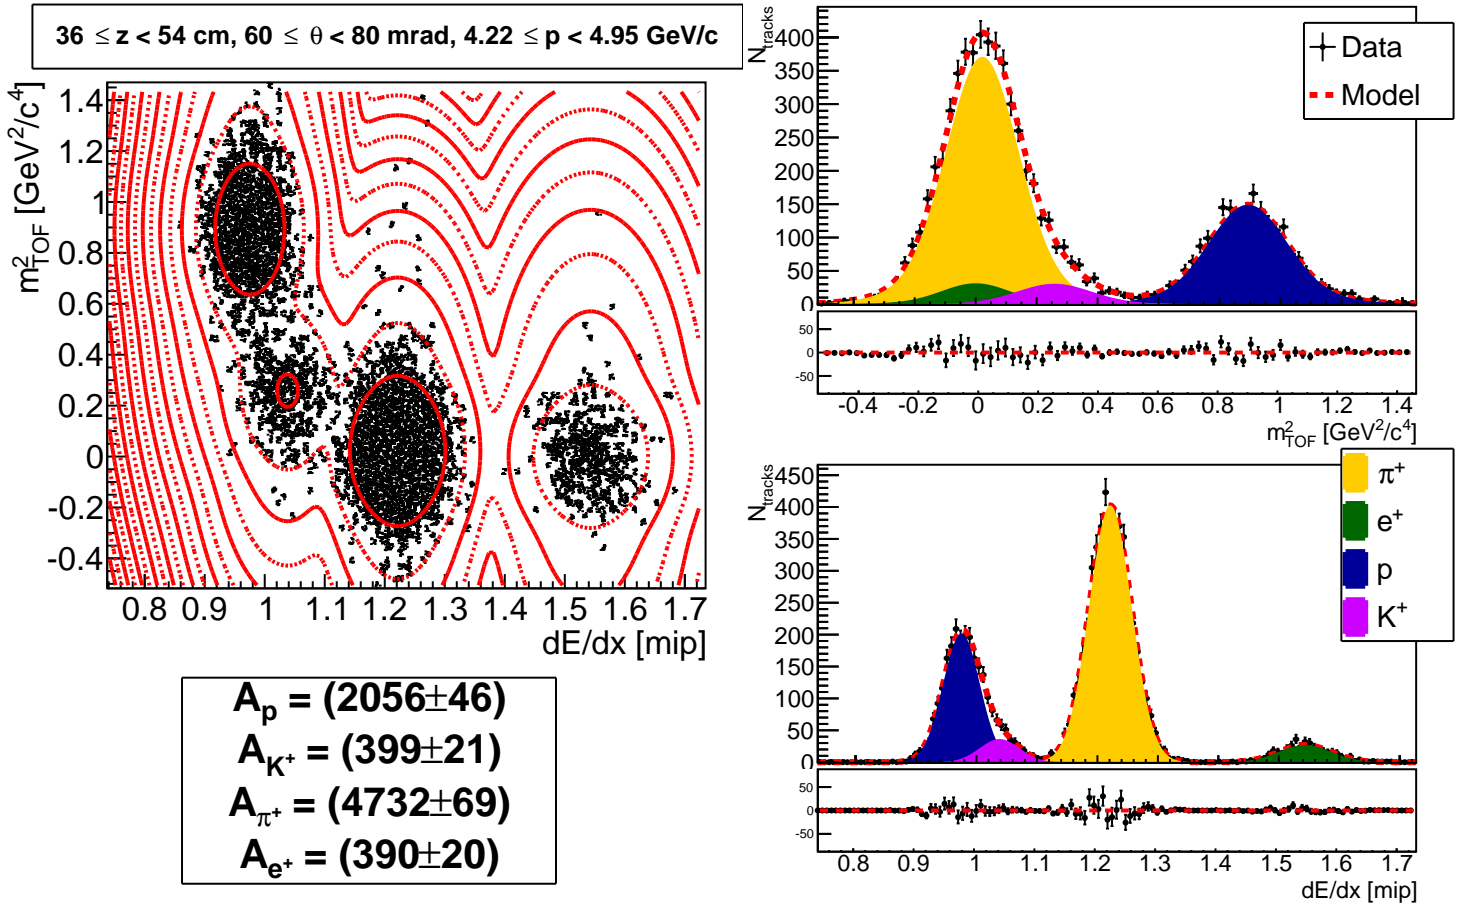 36 ≤ z < 54 cm, 60 ≤ θ < 80 mrad, 4.22 ≤ p < 4.95 GeV/c
m²TOF [GeV²/c⁴]
1.4
1.2
1
0.8
0.6
0.4
0.2
0
-0.2
-0.4
0.8 0.9 1 1.1 1.2 1.3 1.4 1.5 1.6 1.7
dE/dx [mip]
Aₚ = (2056±46)
A_K⁺ = (399±21)
A_π⁺ = (4732±69)
A_e⁺ = (390±20)
N_tracks
400
350
300
250
200
150
100
50
0
Data
Model
50
0
-50
-0.4 -0.2 0 0.2 0.4 0.6 0.8 1 1.2 1.4
m²TOF [GeV²/c⁴]
N_tracks
450
400
350
300
250
200
150
100
50
0
π⁺
e⁺
p
K⁺
50
0
-50
0.8 0.9 1 1.1 1.2 1.3 1.4 1.5 1.6 1.7
dE/dx [mip]